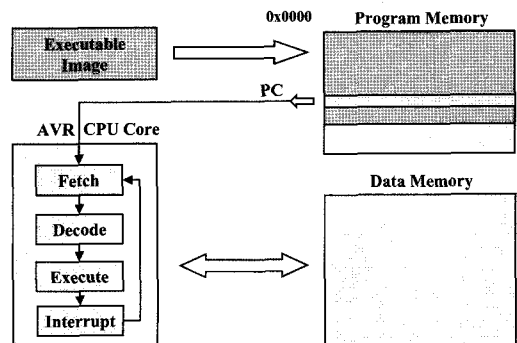 0x0000
Program Memory
Executable
Image
PC
AVR CPU Core
Fetch
Data Memory
Decode
Execute
Interrupt